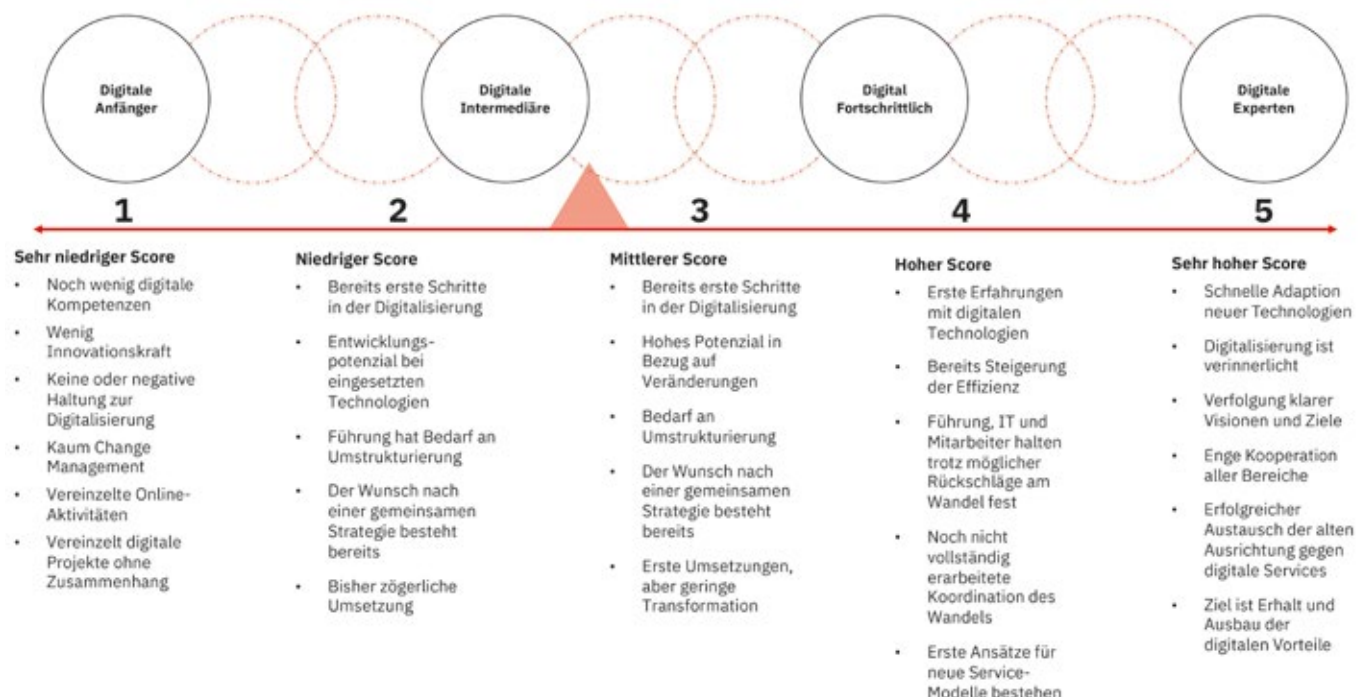 Digitale
Anfänger
Digitale
Intermediäre
Digital
Fortschrittlich
Digitale
Experten
1
2
3
4
5
Sehr niedriger Score
• Noch wenig digitale
Kompetenzen
• Wenig
Innovationskraft
• Keine oder negative
Haltung zur
Digitalisierung
• Kaum Change
Management
• Vereinzelte Online-
Aktivitäten
• Vereinzelt digitale
Projekte ohne
Zusammenhang
Niedriger Score
• Bereits erste Schritte
in der Digitalisierung
• Entwicklungs-
potenzial bei
eingesetzten
Technologien
• Führung hat Bedarf an
Umstrukturierung
• Der Wunsch nach
einer gemeinsamen
Strategie besteht
bereits
• Bisher zögerliche
Umsetzung
Mittlerer Score
• Bereits erste Schritte
in der Digitalisierung
• Hohes Potenzial in
Bezug auf
Veränderungen
• Bedarf an
Umstrukturierung
• Der Wunsch nach
einer gemeinsamen
Strategie besteht
bereits
• Erste Umsetzungen,
aber geringe
Transformation
Hoher Score
• Erste Erfahrungen
mit digitalen
Technologien
• Bereits Steigerung
der Effizienz
• Führung, IT und
Mitarbeiter halten
trotz möglicher
Rückschläge am
Wandel fest
• Noch nicht
vollständig
erarbeitete
Koordination des
Wandels
• Erste Ansätze für
neue Service-
Modelle bestehen
Sehr hoher Score
• Schnelle Adaption
neuer Technologien
• Digitalisierung ist
verinnerlicht
• Verfolgung klarer
Visionen und Ziele
• Enge Kooperation
aller Bereiche
• Erfolgreicher
Austausch der alten
Ausrichtung gegen
digitale Services
• Ziel ist Erhalt und
Ausbau der
digitalen Vorteile